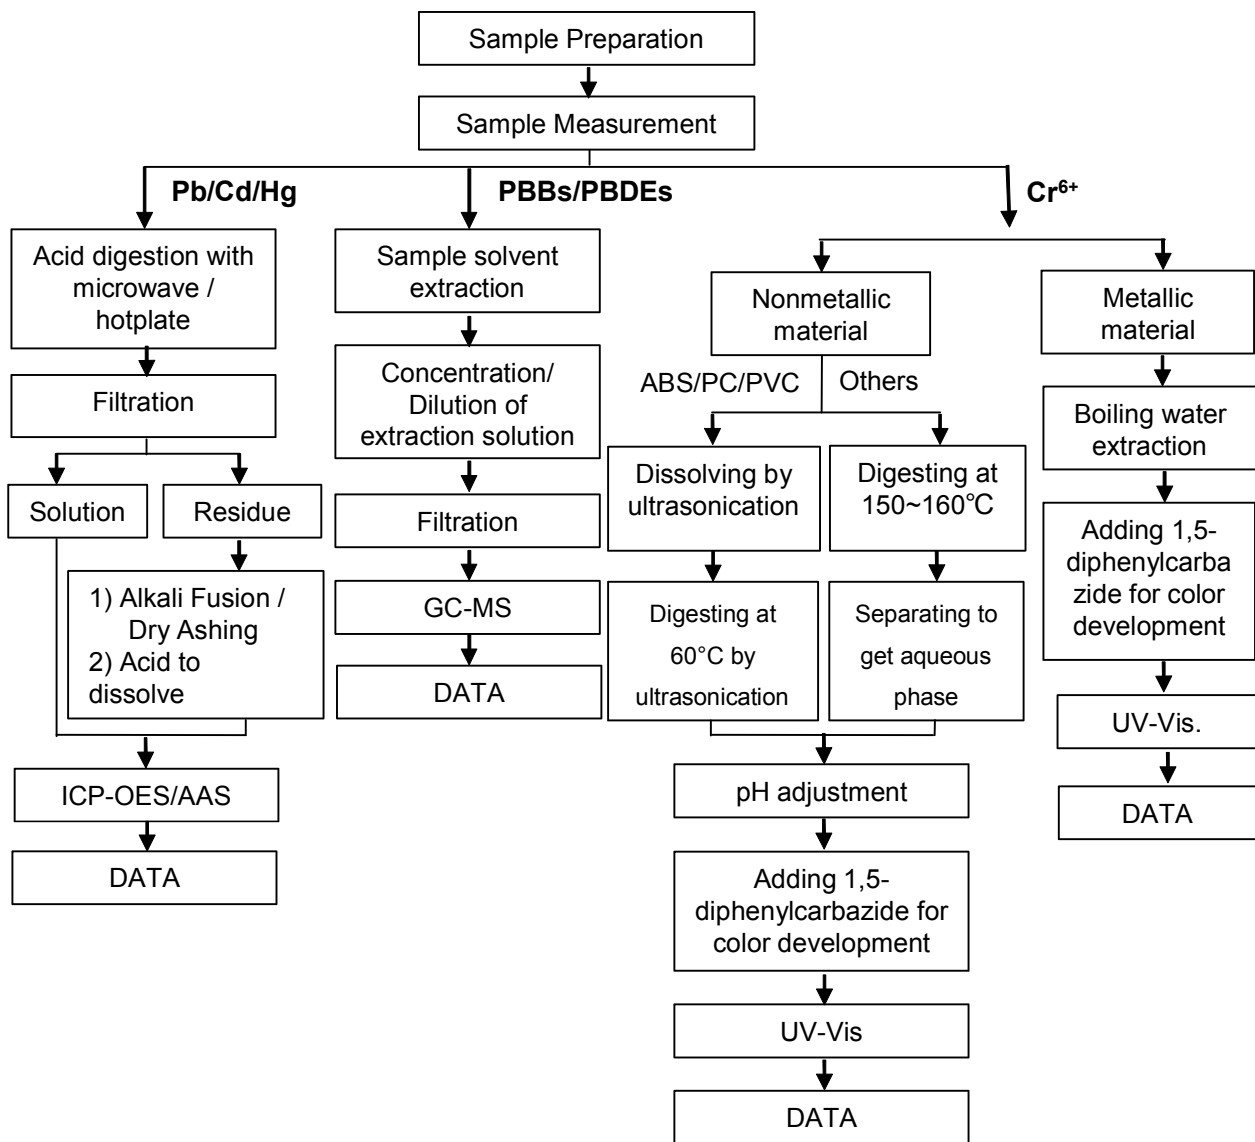 Sample Preparation
Sample Measurement
Pb/Cd/Hg
PBBs/PBDEs
Cr⁶⁺
Acid digestion with
microwave /
hotplate
Filtration
Solution
Residue
1) Alkali Fusion /
Dry Ashing
2) Acid to
dissolve
ICP-OES/AAS
DATA
Sample solvent
extraction
Concentration/
Dilution of
extraction solution
Filtration
GC-MS
DATA
Nonmetallic
material
ABS/PC/PVC
Others
Dissolving by
ultrasonication
Digesting at
60°C by
ultrasonication
Digesting at
150~160℃
Separating to
get aqueous
phase
pH adjustment
Adding 1,5-
diphenylcarbazide for
color development
UV-Vis
DATA
Metallic
material
Boiling water
extraction
Adding 1,5-
diphenylcarba
zide for color
development
UV-Vis.
DATA